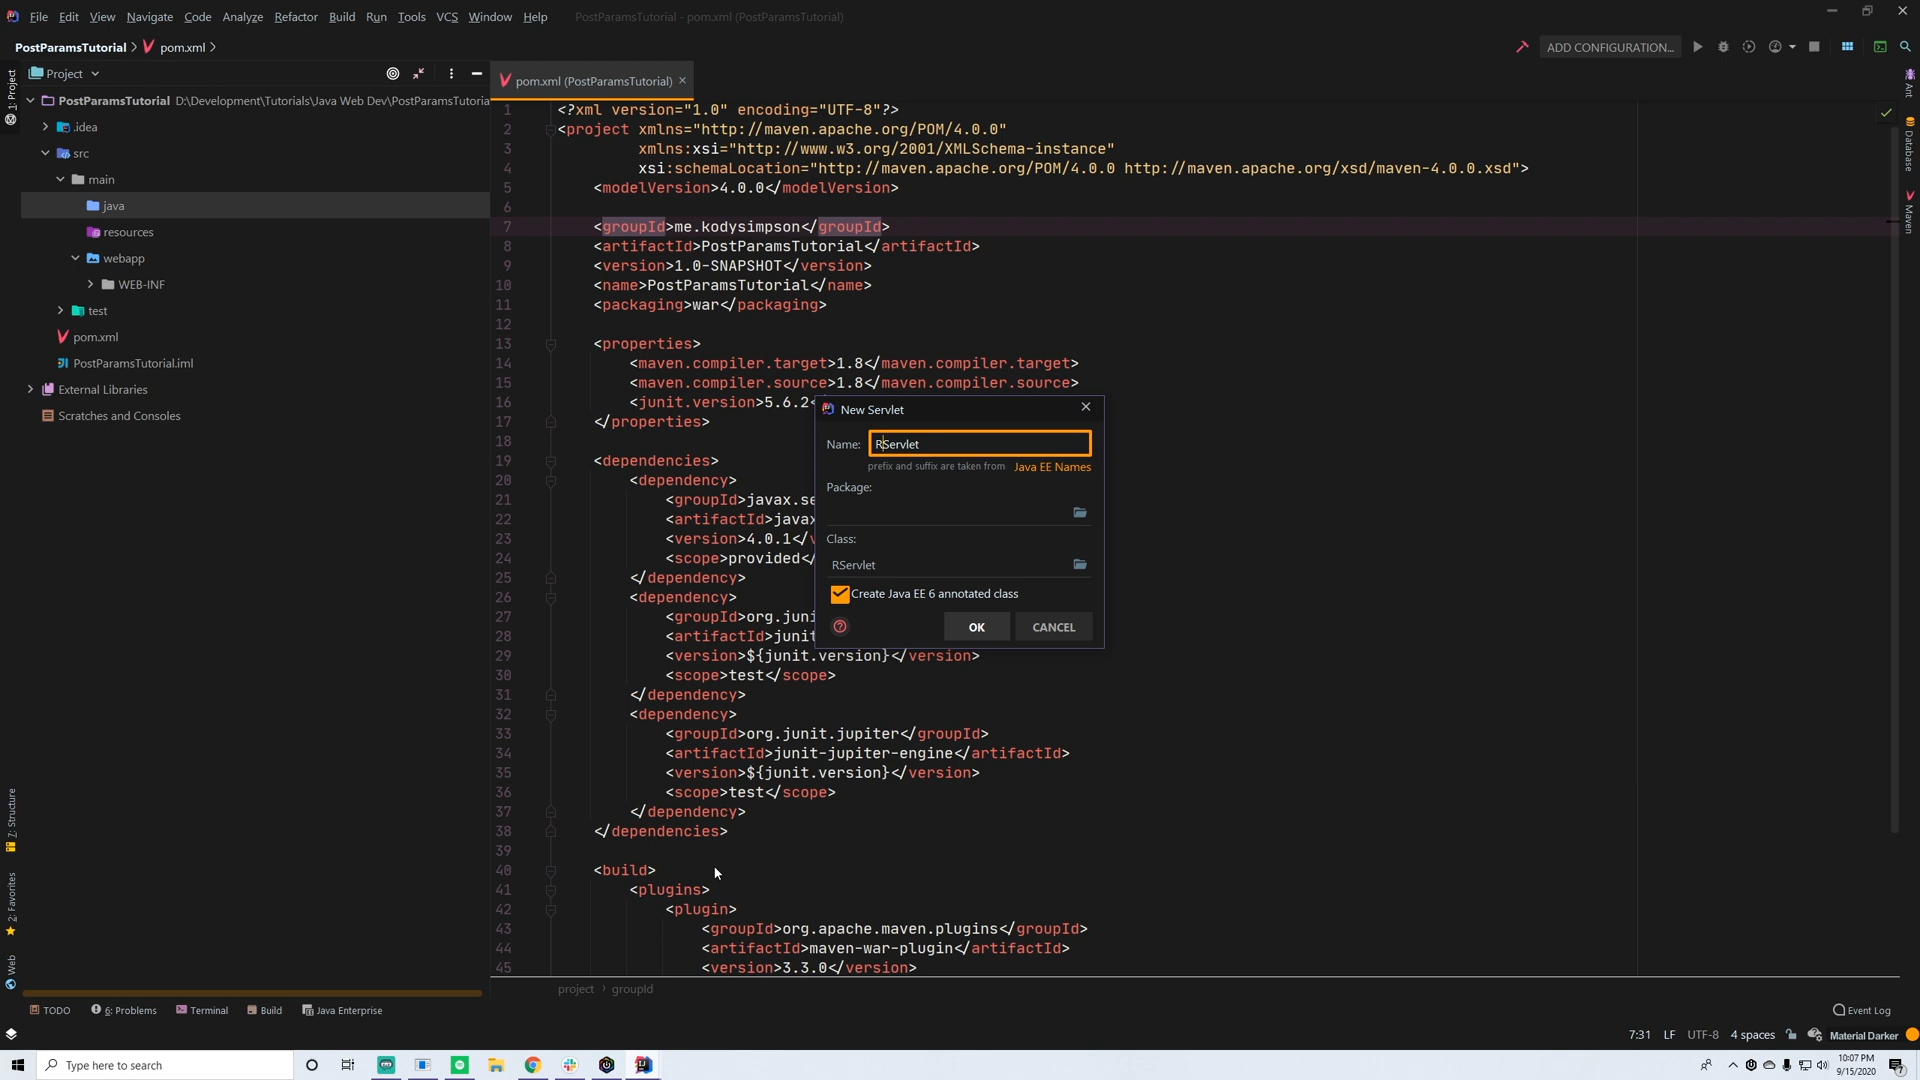 File Edit View Navigate Code Analyze Refactor Build Run Tools VCS Window Help PostParamsTutorial - pom.xml (PostParamsTutorial)
PostParamsTutorial pom.xml ADD CONFIGURATION...
Project
pom.xml (PostParamsTutorial)
PostParamsTutorial D:\Development\Tutorials\Java Web Dev\PostParamsTutoria
.idea
src
main
java
resources
webapp
WEB-INF
test
pom.xml
PostParamsTutorial.iml
External Libraries
Scratches and Consoles
1: Project
7: Structure
2: Favorites
Web
1 <?xml version="1.0" encoding="UTF-8"?>
2 <project xmlns="http://maven.apache.org/POM/4.0.0"
3 xmlns:xsi="http://www.w3.org/2001/XMLSchema-instance"
4 xsi:schemaLocation="http://maven.apache.org/POM/4.0.0 http://maven.apache.org/xsd/maven-4.0.0.xsd">
5 <modelVersion>4.0.0</modelVersion>
6
7 <groupId>me.kodysimpson</groupId>
8 <artifactId>PostParamsTutorial</artifactId>
9 <version>1.0-SNAPSHOT</version>
10 <name>PostParamsTutorial</name>
11 <packaging>war</packaging>
12
13 <properties>
14 <maven.compiler.target>1.8</maven.compiler.target>
15 <maven.compiler.source>1.8</maven.compiler.source>
16 <junit.version>5.6.2<
17 </properties>
18
19 <dependencies>
20 <dependency>
21 <groupId>javax.se
22 <artifactId>javax
23 <version>4.0.1</v
24 <scope>provided</
25 </dependency>
26 <dependency>
27 <groupId>org.juni
28 <artifactId>junit
29 <version>${junit.version}</version>
30 <scope>test</scope>
31 </dependency>
32 <dependency>
33 <groupId>org.junit.jupiter</groupId>
34 <artifactId>junit-jupiter-engine</artifactId>
35 <version>${junit.version}</version>
36 <scope>test</scope>
37 </dependency>
38 </dependencies>
39
40 <build>
41 <plugins>
42 <plugin>
43 <groupId>org.apache.maven.plugins</groupId>
44 <artifactId>maven-war-plugin</artifactId>
45 <version>3.3.0</version>
New Servlet
Name: RServlet
prefix and suffix are taken from Java EE Names
Package:
Class:
RServlet
Create Java EE 6 annotated class
OK CANCEL
Ant
Database
Maven
project › groupId
TODO 6: Problems Terminal Build Java Enterprise Event Log
7:31 LF UTF-8 4 spaces Material Darker
Type here to search
10:07 PM
9/15/2020
7